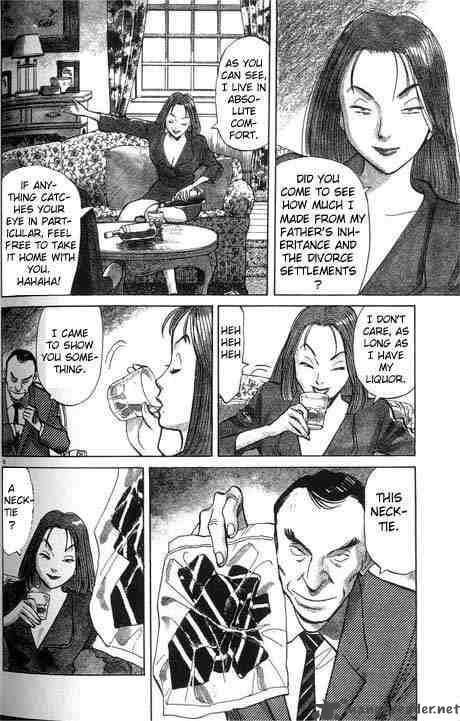 DID YOU
COME TO SEE
HOW MUCH I
MADE FROM MY
FATHER'S INH-
ERITANCE AND
THE DIVORCE
SETTLEMENTS
?
AS YOU
CAN SEE,
I LIVE IN
ABSO-
LUTE
COM-
FORT.
IF ANY-
THING CATC-
HES YOUR
EYE IN PART-
ICULAR, FEEL
FREE TO TAKE
IT HOME WITH
YOU.
HAHAHA!
I DON'T
CARE, AS
LONG AS
I HAVE
MY
LIQUOR.
HEH
HEH
HEH
I CAME
TO SHOW
YOU SOME-
THING.
THIS
NECK-
TIE.
A
NECK-
TIE
?